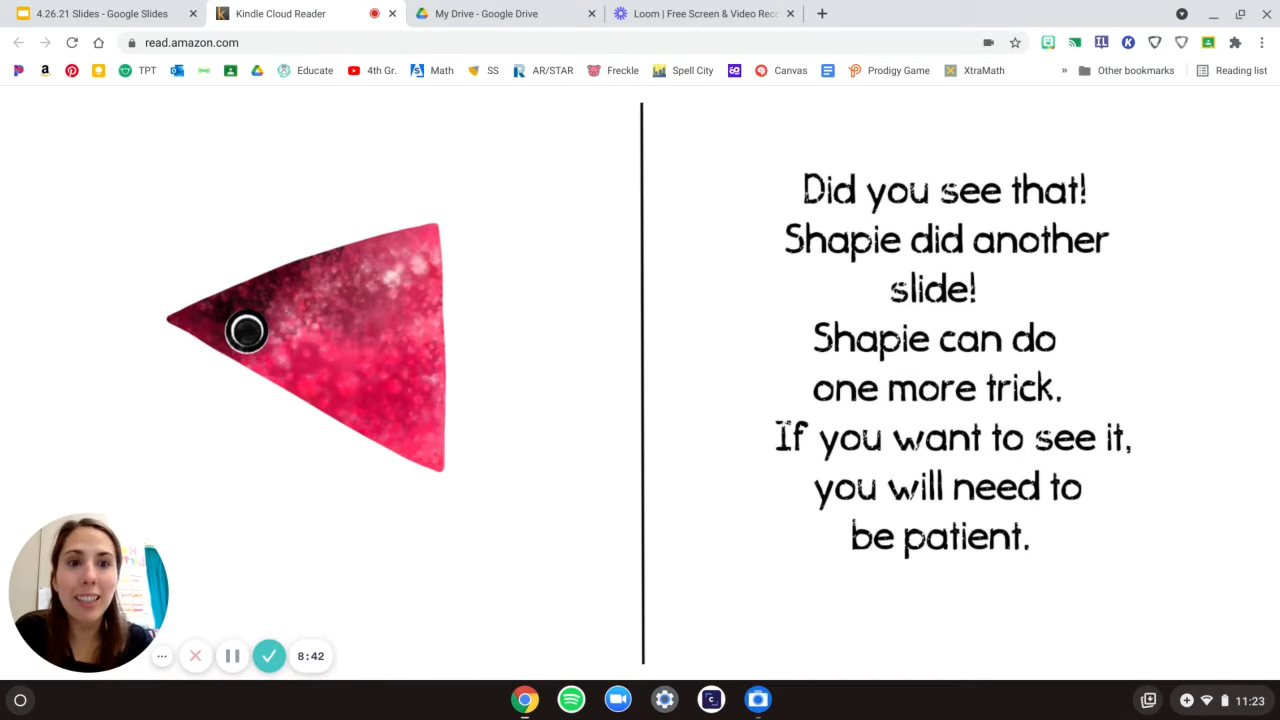 4.26.21 Slides - Google Slides
Kindle Cloud Reader
My Drive - Google Drive
Loom | Free Screen & Video Rec
read.amazon.com
TPT
Educate
4th Gr.
Math
SS
AR/STAR
Freckle
Spell City
Canvas
Prodigy Game
XtraMath
»
Other bookmarks
Reading list
Did you see that!
Shapie did another
slide!
Shapie can do
one more trick.
If you want to see it,
you will need to
be patient.
8:42
11:23